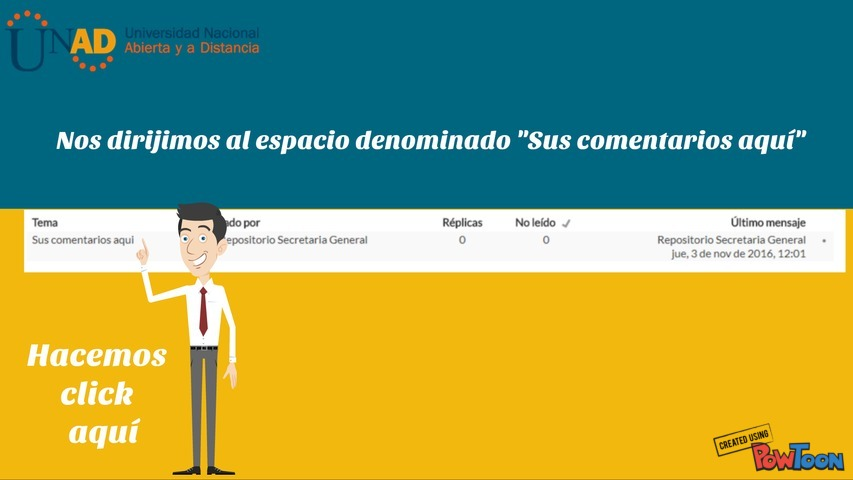 UNAD
Universidad Nacional
Abierta y a Distancia
Nos dirijimos al espacio denominado "Sus comentarios aquí"
Tema ado por Réplicas No leído Último mensaje
Sus comentarios aqui epositorio Secretaria General 0 0 Repositorio Secretaria General
jue, 3 de nov de 2016, 12:01
Hacemos
click
aquí
CREATED USING
POWTOON